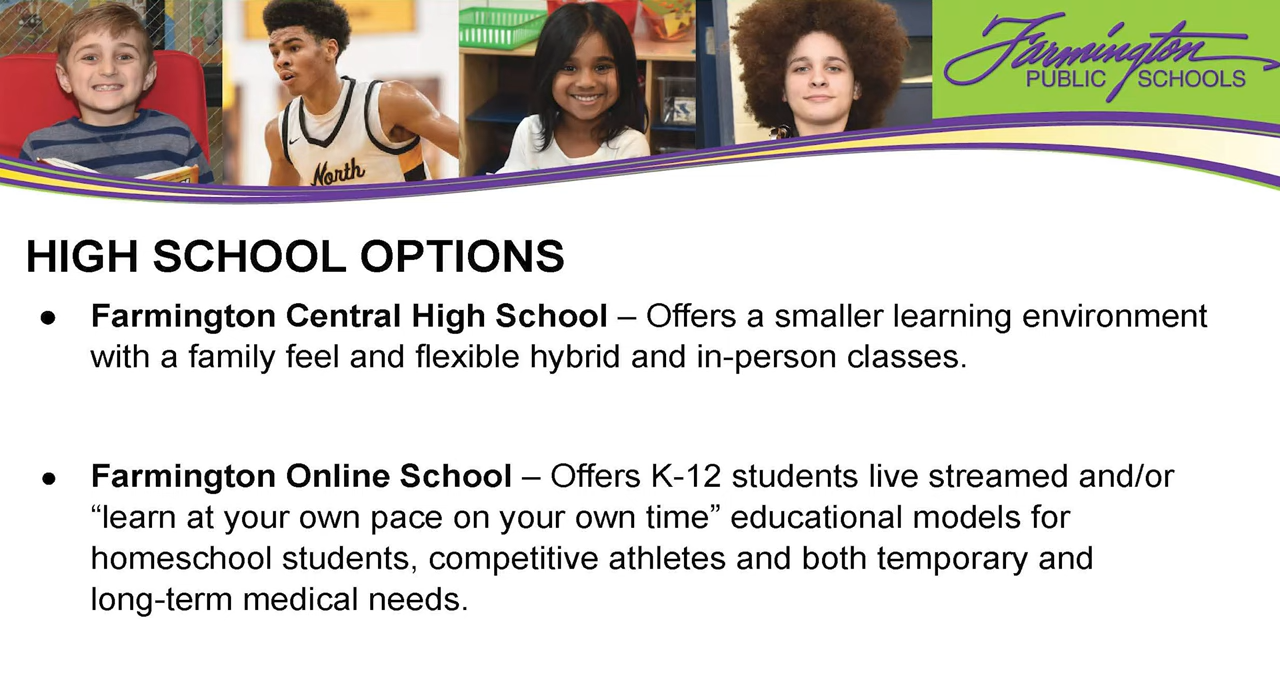 Farmington
PUBLIC SCHOOLS
North
HIGH SCHOOL OPTIONS
● Farmington Central High School – Offers a smaller learning environment
with a family feel and flexible hybrid and in-person classes.
● Farmington Online School – Offers K-12 students live streamed and/or
“learn at your own pace on your own time” educational models for
homeschool students, competitive athletes and both temporary and
long-term medical needs.